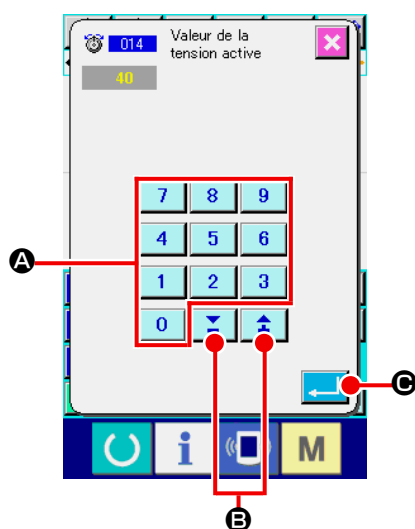 014
Valeur de la
tension active
40
7 8 9
4 5 6
A
1 2 3
0
C
i M
B